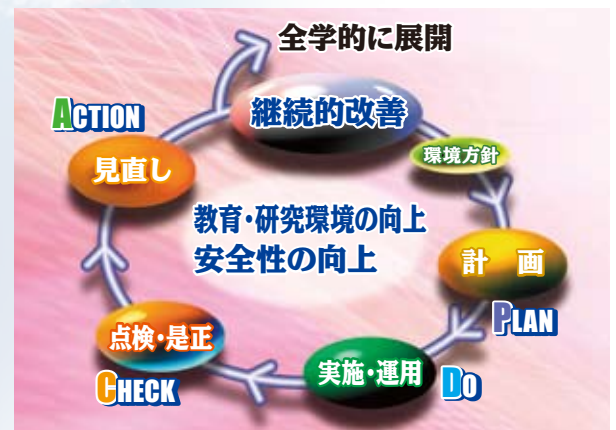 全学的に展開
継続的改善
環境方針
計 画
PLAN
実施・運用
DO
点検・是正
CHECK
見直し
ACTION
教育・研究環境の向上
安全性の向上